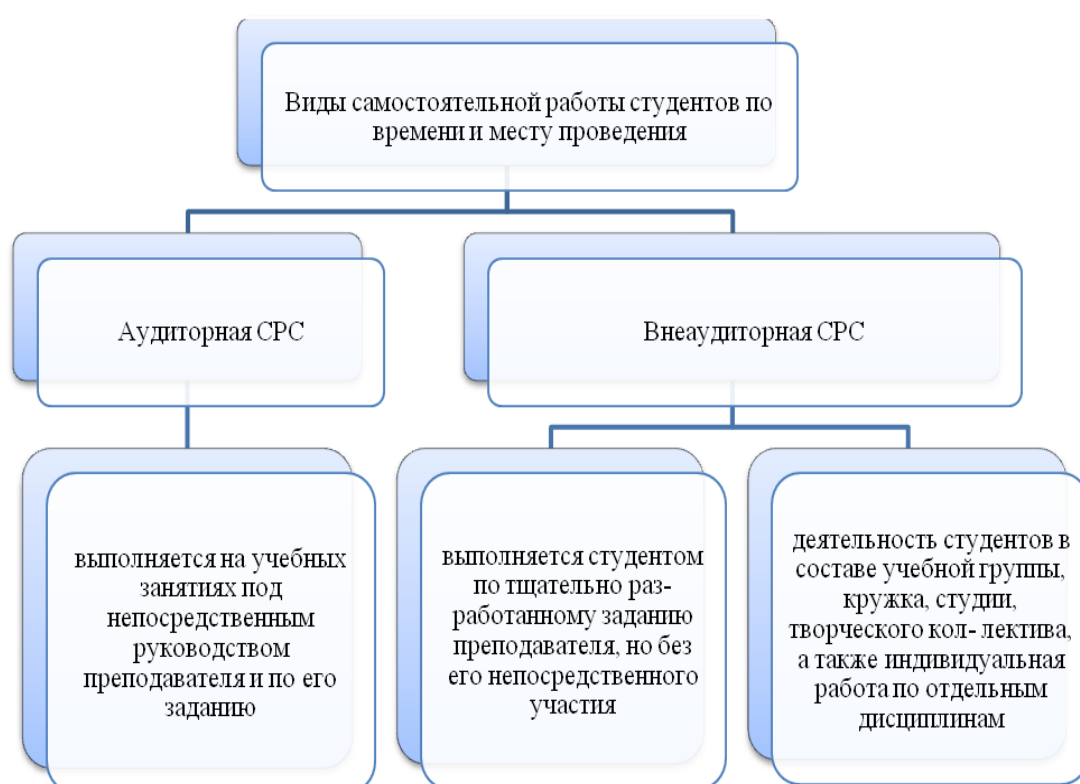 Виды самостоятельной работы студентов по
времени и месту проведения
Аудиторная СРС
Внеаудиторная СРС
выполняется на учебных
занятиях под
непосредственным
руководством
преподавателя и по его
заданию
выполняется студентом
по тщательно раз-
работанному заданию
преподавателя, но без
его непосредственного
участия
деятельность студентов в
составе учебной группы,
кружка, студии,
творческого кол- лектива,
а также индивидуальная
работа по отдельным
дисциплинам